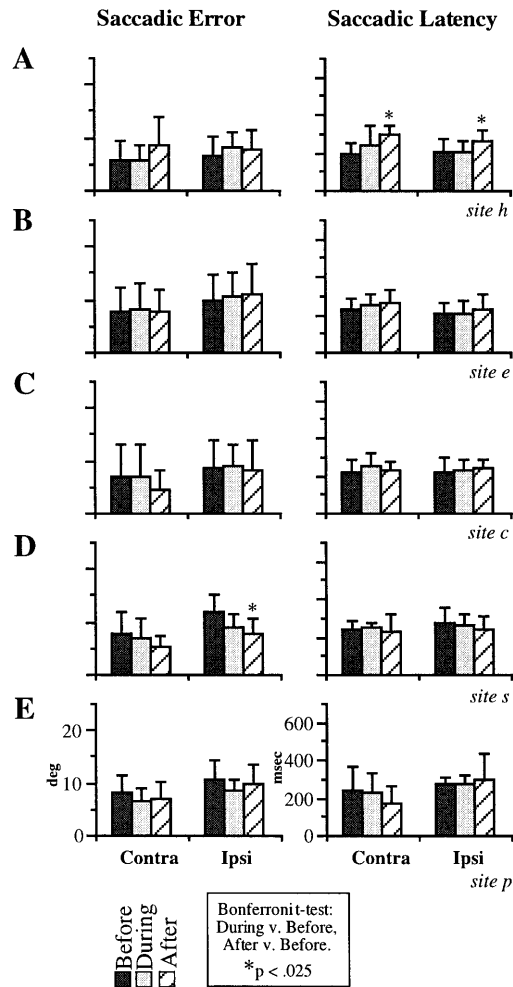 Saccadic Error Saccadic Latency
A
* *
site h
B
site e
C
site c
D
*
site s
E
deg
20
10
0
msec
600
400
200
0
Contra Ipsi Contra Ipsi
site p
Before
During
After
Bonferroni t-test:
During v. Before,
After v. Before.
*p < .025